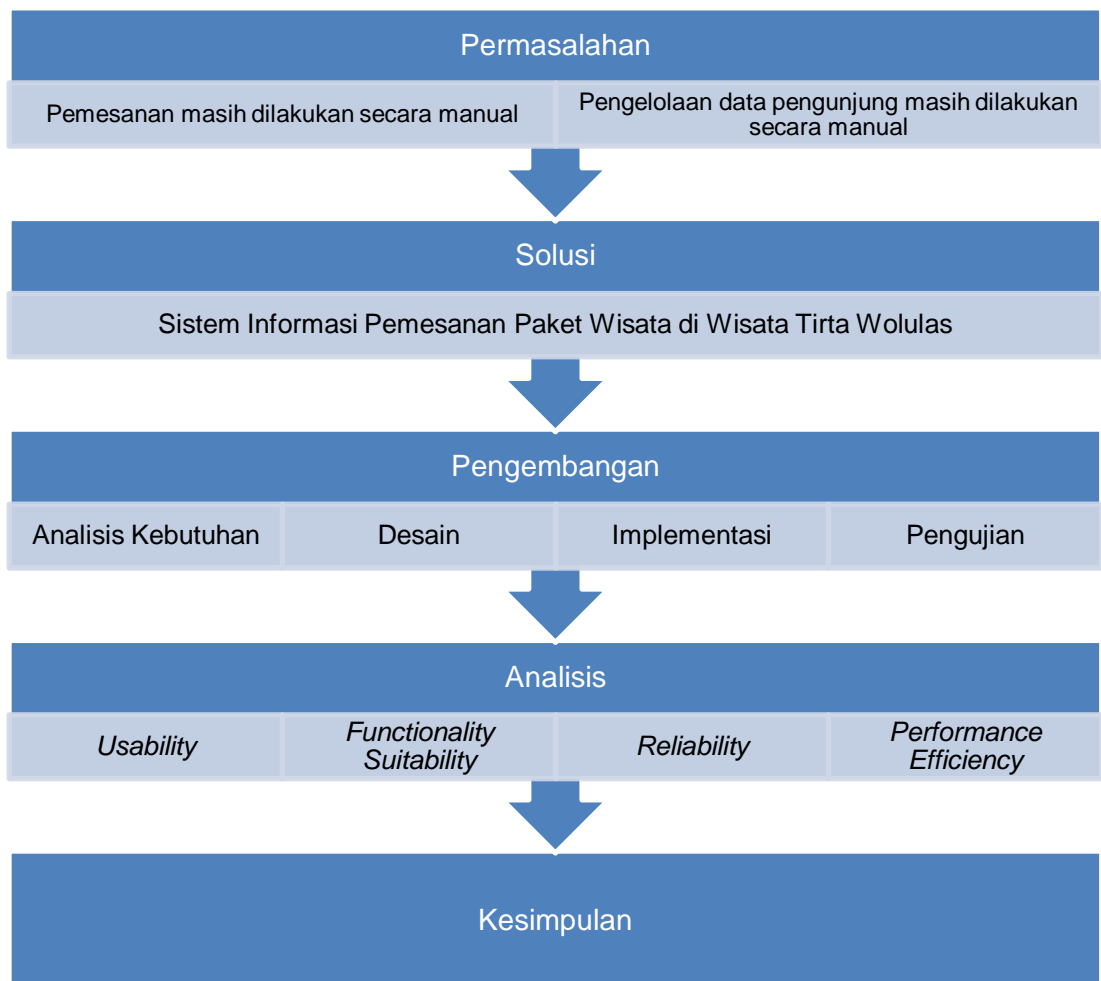 Permasalahan
Pemesanan masih dilakukan secara manual
Pengelolaan data pengunjung masih dilakukan
secara manual
Solusi
Sistem Informasi Pemesanan Paket Wisata di Wisata Tirta Wolulas
Pengembangan
Analisis Kebutuhan
Desain
Implementasi
Pengujian
Analisis
Usability
Functionality
Suitability
Reliability
Performance
Efficiency
Kesimpulan